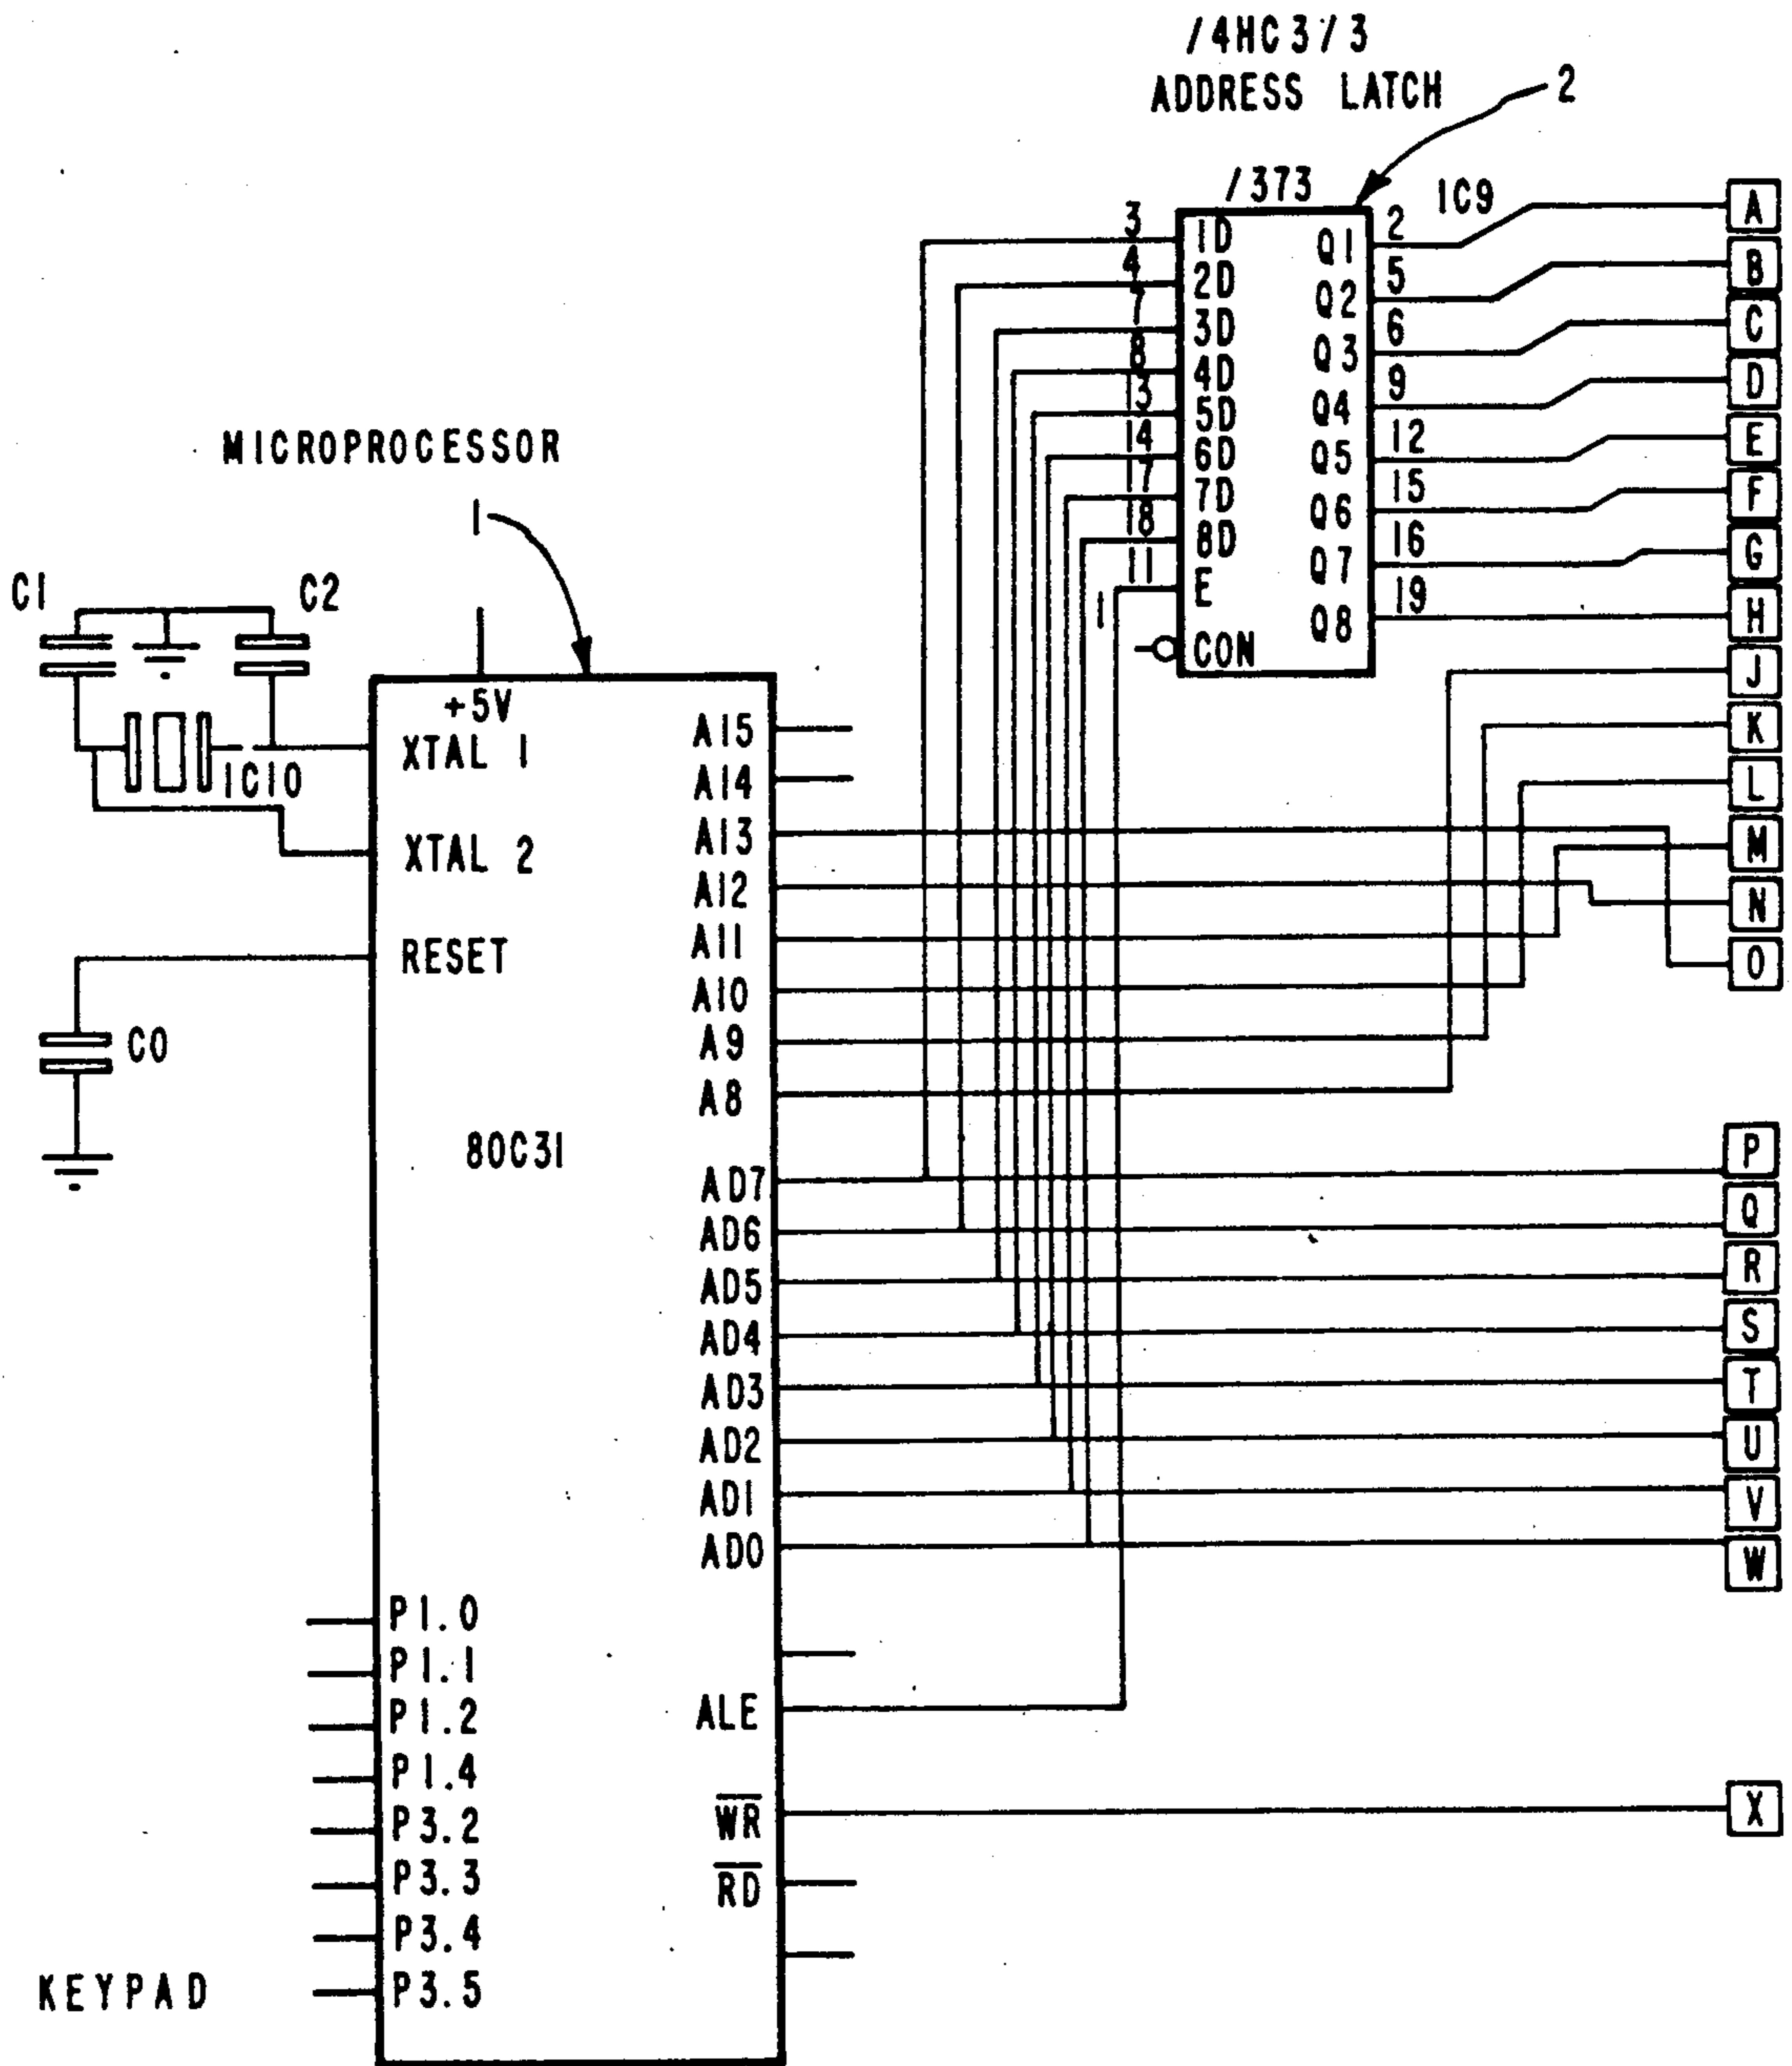 /4HC3/3
ADDRESS LATCH
2
/373
IC9
3
4
7
8
13
14
17
18
11
1
1D
2D
3D
4D
5D
6D
7D
8D
E
CON
Q1
Q2
Q3
Q4
Q5
Q6
Q7
Q8
2
5
6
9
12
15
16
19
A
B
C
D
E
F
G
H
J
K
L
M
N
O
P
Q
R
S
T
U
V
W
X
MICROPROCESSOR
1
C1
C2
IC10
C0
+5V
XTAL 1
XTAL 2
RESET
80C31
A15
A14
A13
A12
A11
A10
A9
A8
AD7
AD6
AD5
AD4
AD3
AD2
AD1
AD0
ALE
WR
RD
P1.0
P1.1
P1.2
P1.4
P3.2
P3.3
P3.4
P3.5
KEYPAD